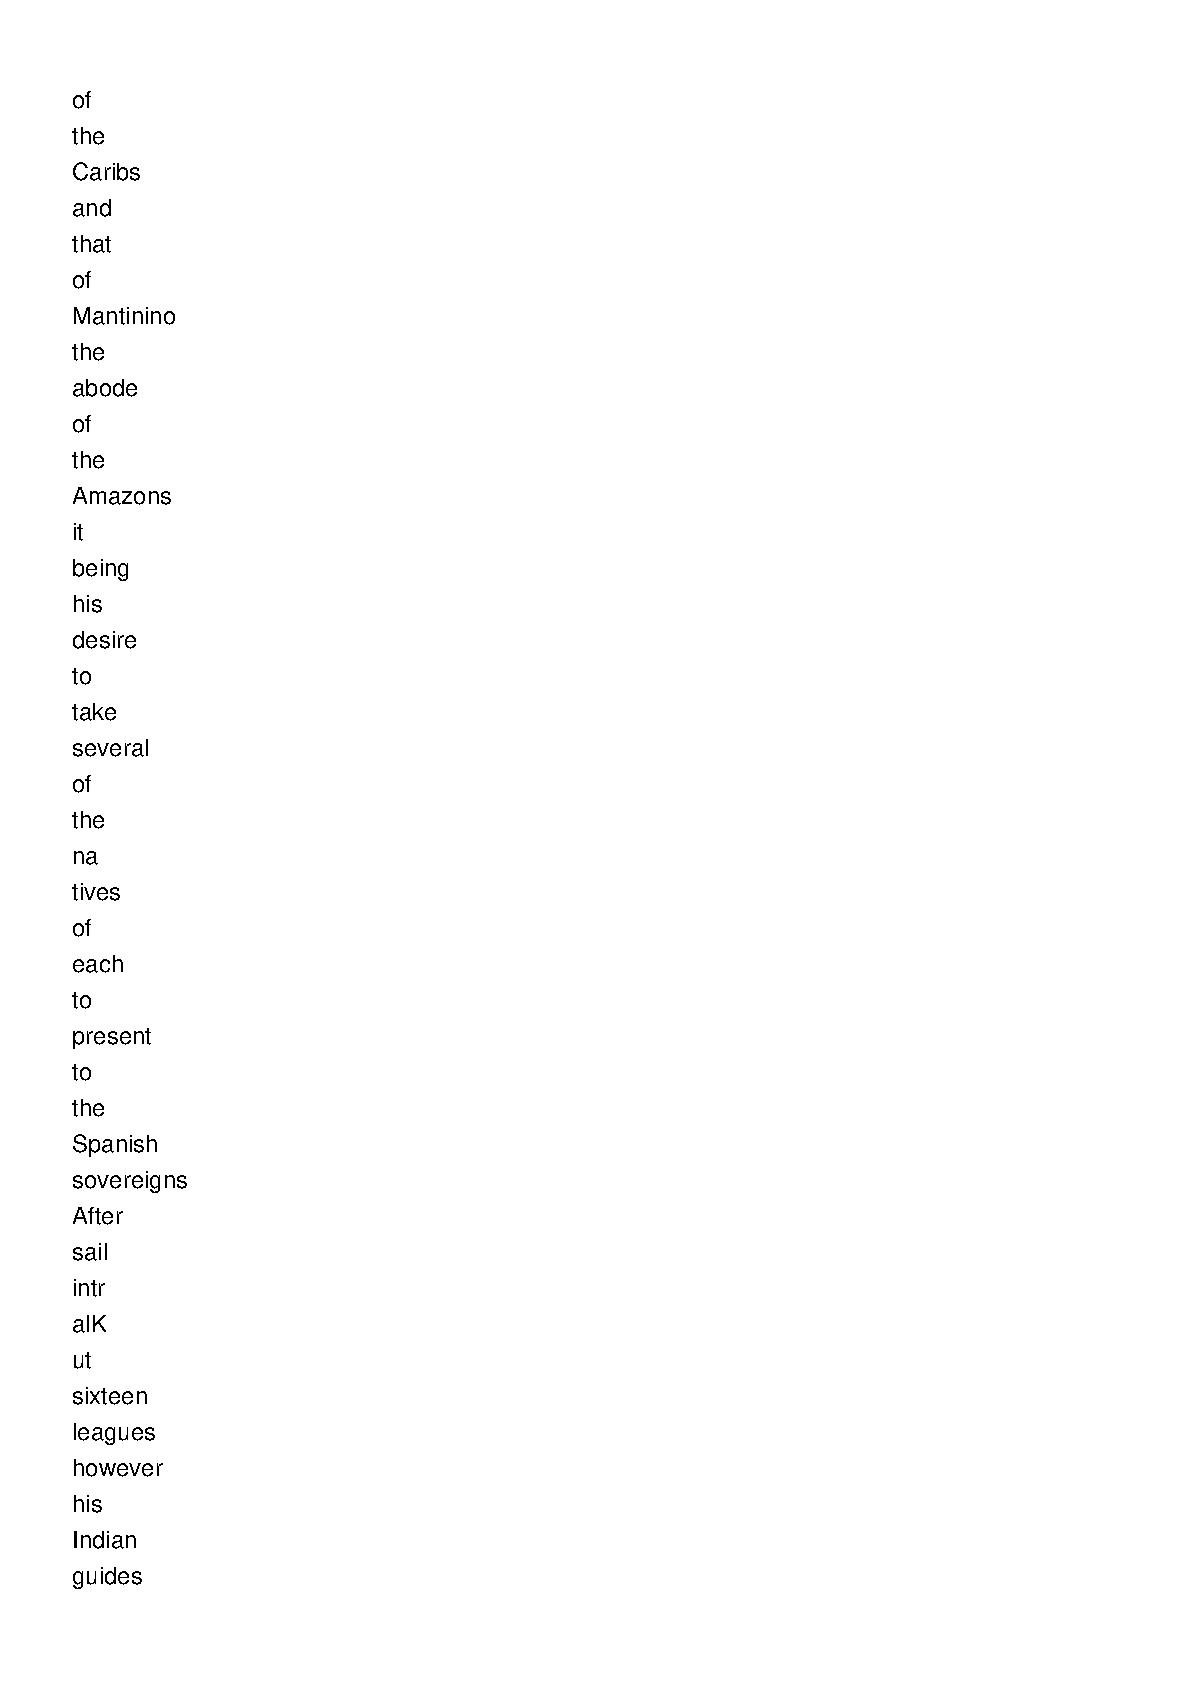 of
the
Caribs
and
that
of
Mantinino
the
abode
of
the
Amazons
it
being
his
desire
to
take
several
of
the
na
tives
of
each
to
present
to
the
Spanish
sovereigns
After
sail
intr
alK
ut
sixteen
leagues
however
his
Indian
guides